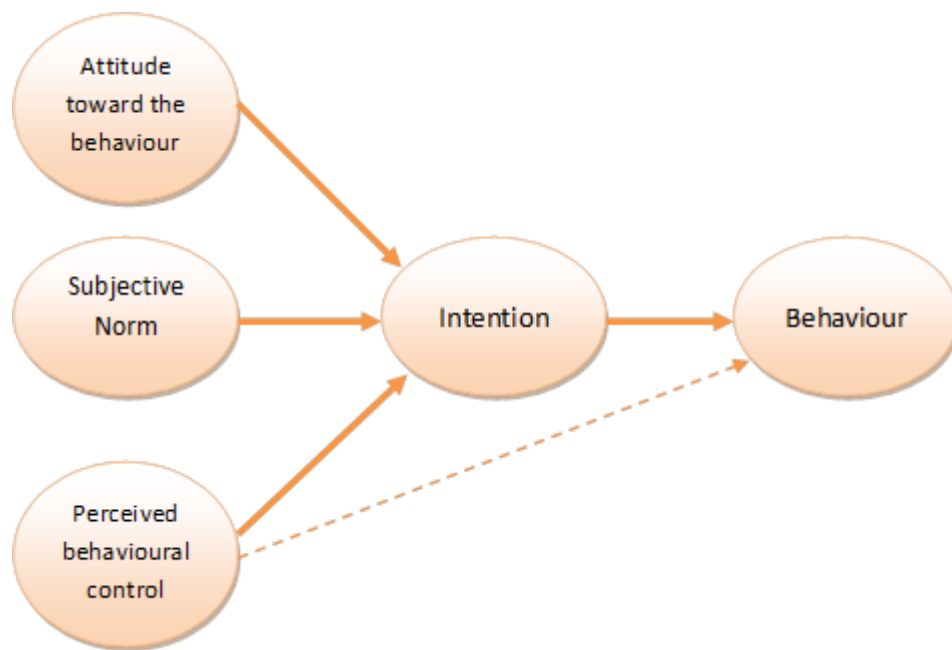 Attitude
toward the
behaviour
Subjective
Norm
Intention
Behaviour
Perceived
behavioural
control